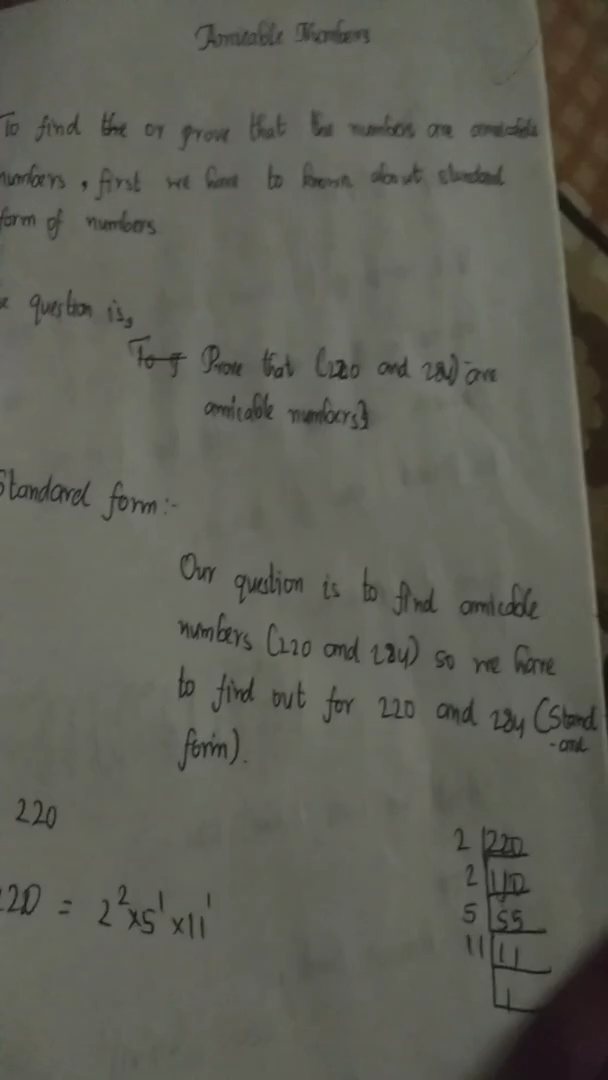 Amicable Numbers
To find the or prove that the numbers are amicable
numbers, first we have to known about standard
form of numbers
question is,
To f Prove that (220 and 284) are
amicable numbers}
Standard form:-
Our question is to find amicable
numbers (220 and 284) so we have
to find out for 220 and 284 (Stand
-ard
form).
220
20 = 2²×5¹×11¹
2 220
2 110
5 55
11 11
1